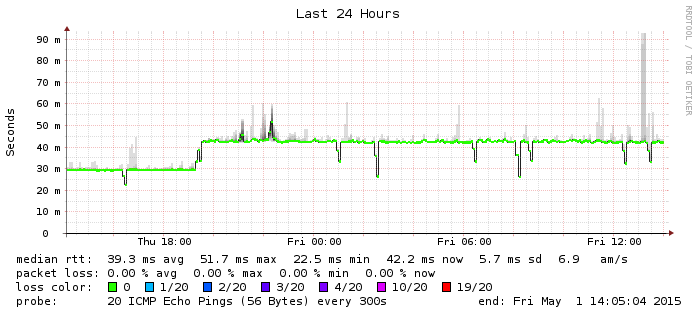 Last 24 Hours
RRDTOOL / TOBI OETIKER
Seconds
90 m
80 m
70 m
60 m
50 m
40 m
30 m
20 m
10 m
0
Thu 18:00 Fri 00:00 Fri 06:00 Fri 12:00
median rtt: 39.3 ms avg 51.7 ms max 22.5 ms min 42.2 ms now 5.7 ms sd 6.9 am/s
packet loss: 0.00 % avg 0.00 % max 0.00 % min 0.00 % now
loss color: 0 1/20 2/20 3/20 4/20 10/20 19/20
probe: 20 ICMP Echo Pings (56 Bytes) every 300s end: Fri May 1 14:05:04 2015